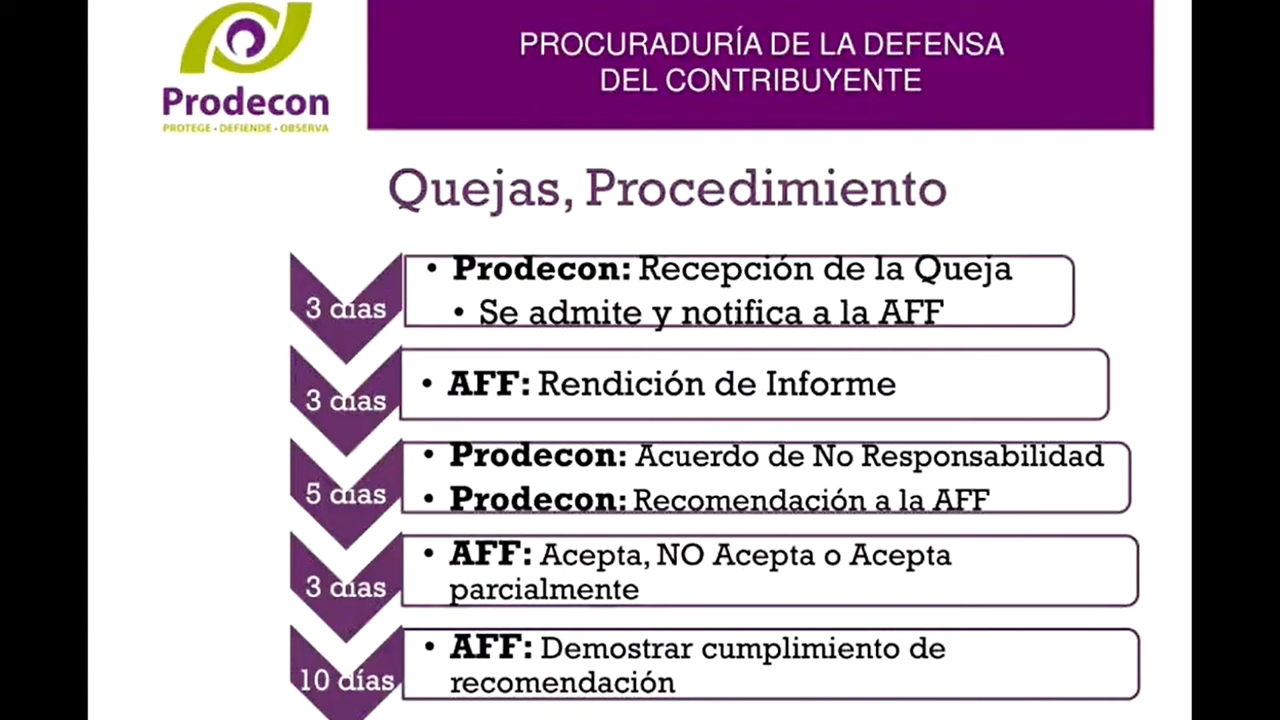 PROCURADURÍA DE LA DEFENSA
DEL CONTRIBUYENTE
Prodecon
PROTEGE · DEFIENDE · OBSERVA
Quejas, Procedimiento
3 días
• Prodecon: Recepción de la Queja
• Se admite y notifica a la AFF
3 días
• AFF: Rendición de Informe
5 días
• Prodecon: Acuerdo de No Responsabilidad
• Prodecon: Recomendación a la AFF
3 días
• AFF: Acepta, NO Acepta o Acepta
parcialmente
10 días
• AFF: Demostrar cumplimiento de
recomendación